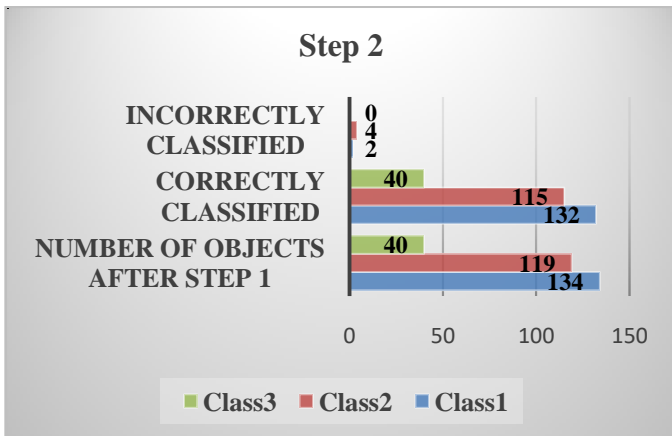 Step 2
INCORRECTLY
CLASSIFIED
0
4
2
CORRECTLY
CLASSIFIED
40
115
132
NUMBER OF OBJECTS
AFTER STEP 1
40
119
134
0 50 100 150
Class3 Class2 Class1